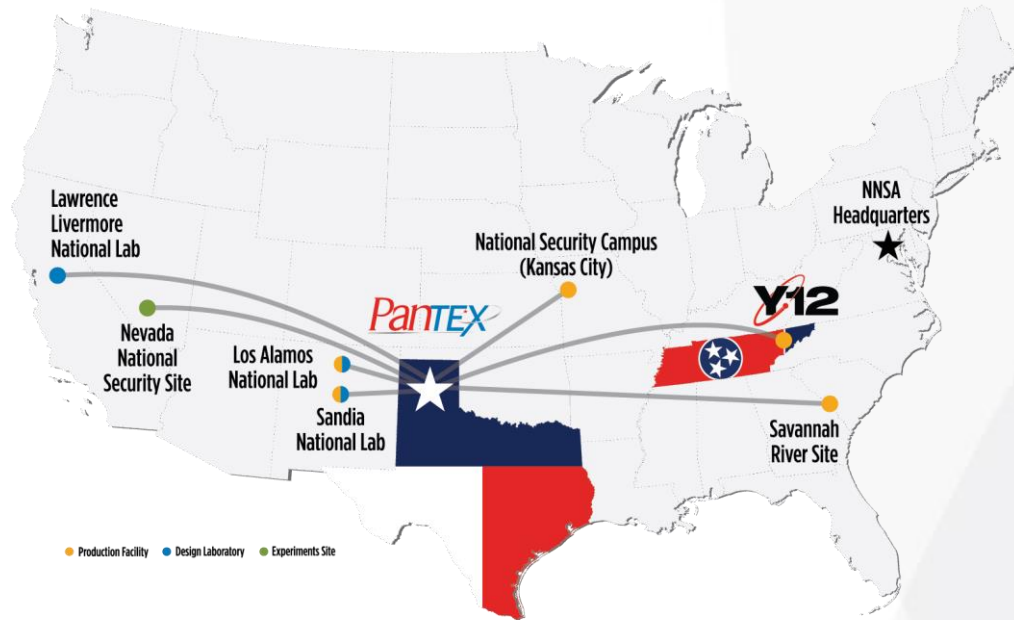 Lawrence
Livermore
National Lab
NNSA
Headquarters
National Security Campus
(Kansas City)
Y-12
PanTEX
Nevada
National
Security Site
Los Alamos
National Lab
Sandia
National Lab
Savannah
River Site
Production Facility
Design Laboratory
Experiments Site